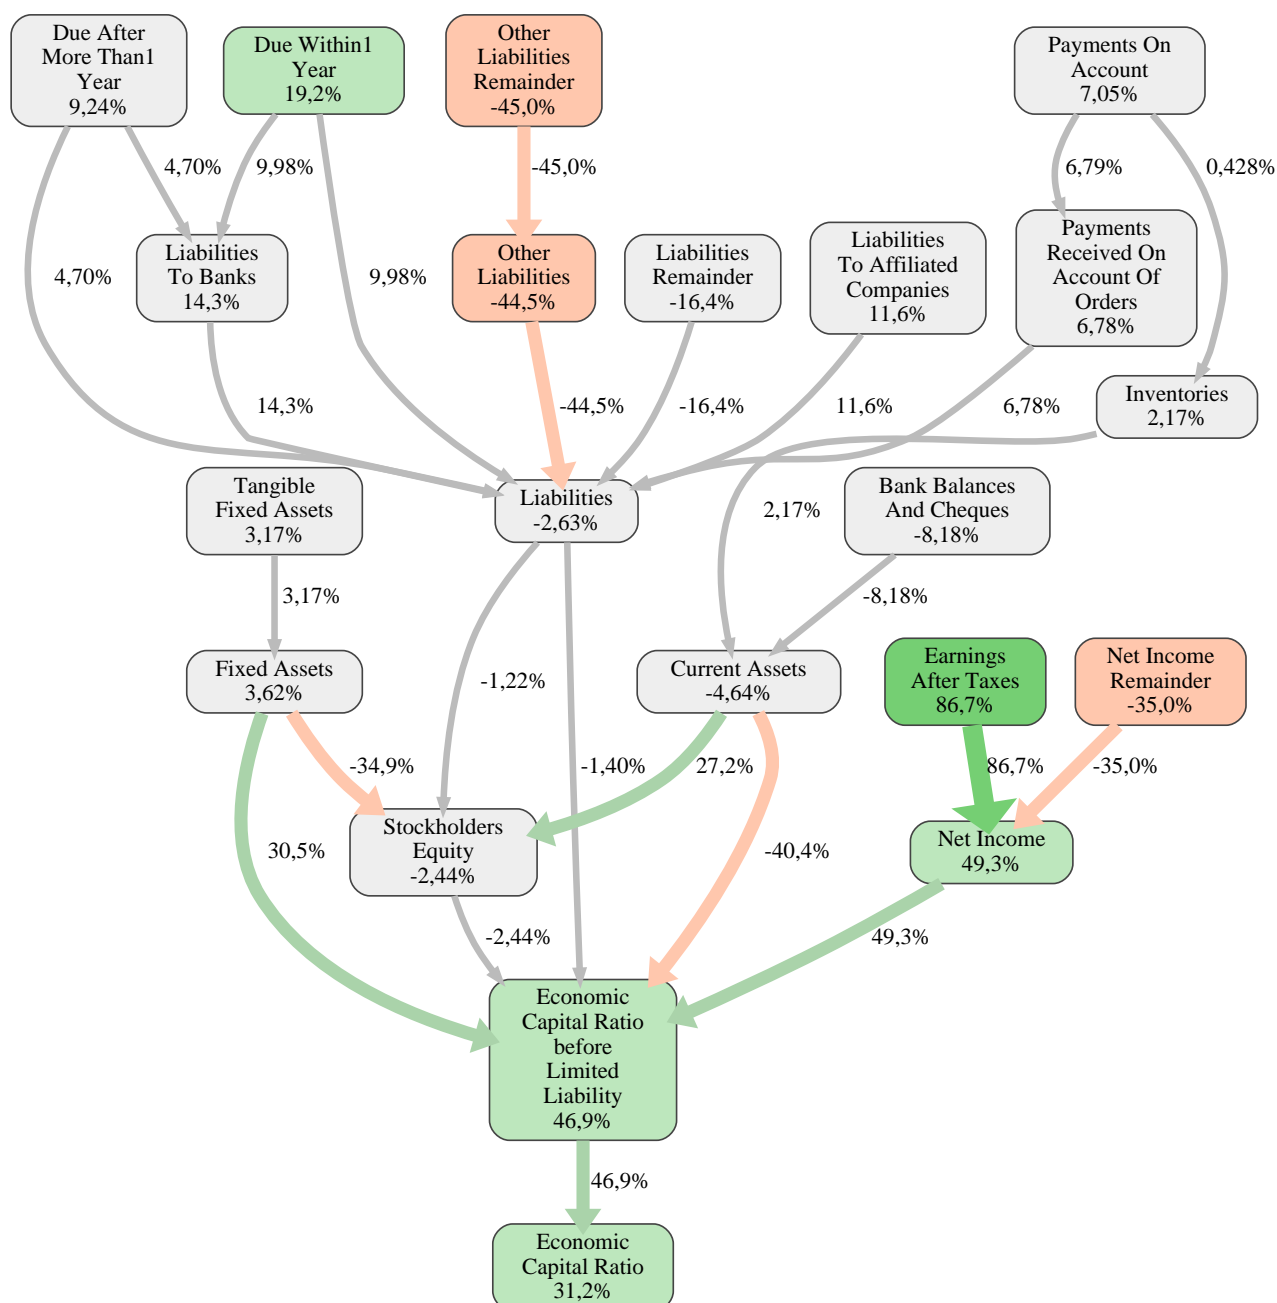 Due After
More Than1
Year
9,24%
Due Within1
Year
19,2%
Other
Liabilities
Remainder
-45,0%
Payments On
Account
7,05%
4,70%
9,98%
-45,0%
6,79%
0,428%
Liabilities
To Banks
14,3%
Other
Liabilities
-44,5%
Liabilities
Remainder
-16,4%
Liabilities
To Affiliated
Companies
11,6%
Payments
Received On
Account Of
Orders
6,78%
4,70%
9,98%
14,3%
-44,5%
-16,4%
11,6%
6,78%
Inventories
2,17%
Tangible
Fixed Assets
3,17%
Liabilities
-2,63%
2,17%
Bank Balances
And Cheques
-8,18%
3,17%
-8,18%
Fixed Assets
3,62%
-1,22%
Current Assets
-4,64%
Earnings
After Taxes
86,7%
Net Income
Remainder
-35,0%
-34,9%
-1,40%
27,2%
86,7%
-35,0%
30,5%
Stockholders
Equity
-2,44%
-40,4%
Net Income
49,3%
-2,44%
49,3%
Economic
Capital Ratio
before
Limited
Liability
46,9%
46,9%
Economic
Capital Ratio
31,2%